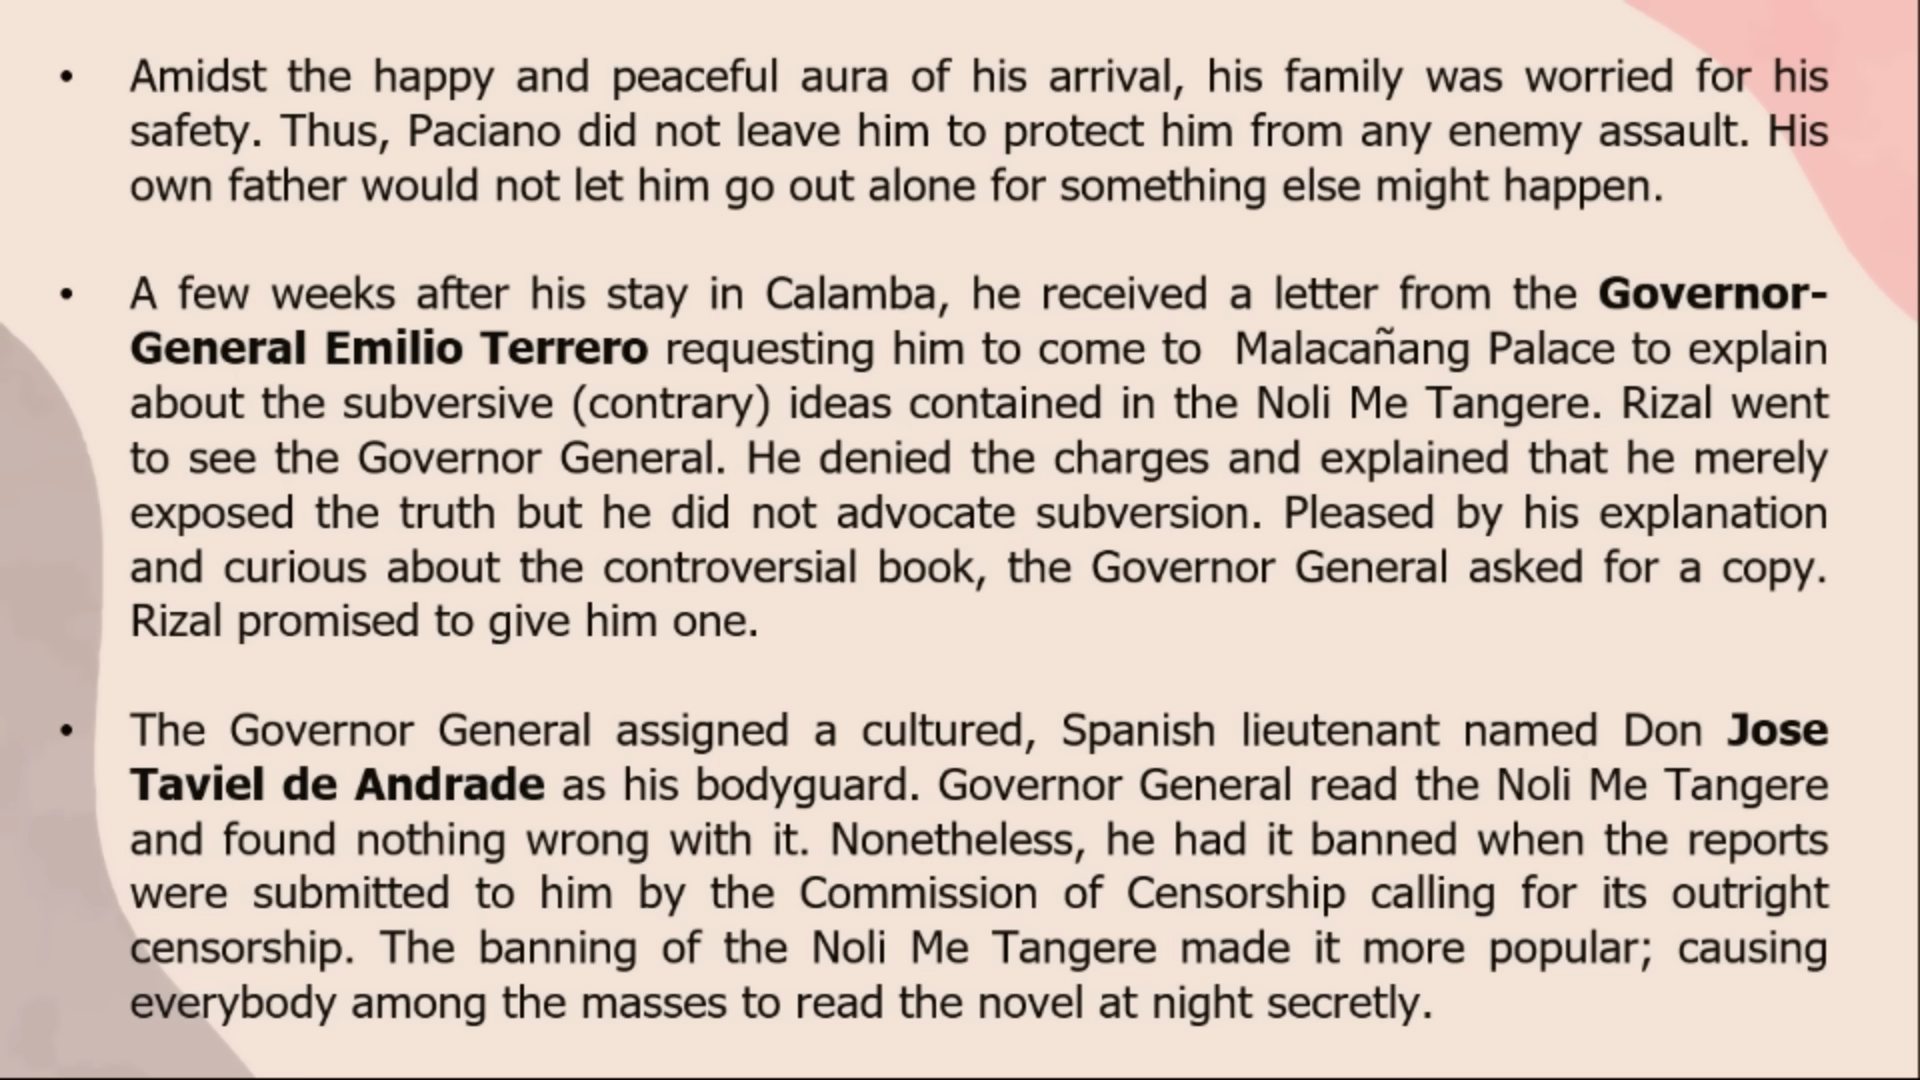 • Amidst the happy and peaceful aura of his arrival, his family was worried for his
safety. Thus, Paciano did not leave him to protect him from any enemy assault. His
own father would not let him go out alone for something else might happen.
• A few weeks after his stay in Calamba, he received a letter from the Governor-
General Emilio Terrero requesting him to come to Malacañang Palace to explain
about the subversive (contrary) ideas contained in the Noli Me Tangere. Rizal went
to see the Governor General. He denied the charges and explained that he merely
exposed the truth but he did not advocate subversion. Pleased by his explanation
and curious about the controversial book, the Governor General asked for a copy.
Rizal promised to give him one.
• The Governor General assigned a cultured, Spanish lieutenant named Don Jose
Taviel de Andrade as his bodyguard. Governor General read the Noli Me Tangere
and found nothing wrong with it. Nonetheless, he had it banned when the reports
were submitted to him by the Commission of Censorship calling for its outright
censorship. The banning of the Noli Me Tangere made it more popular; causing
everybody among the masses to read the novel at night secretly.